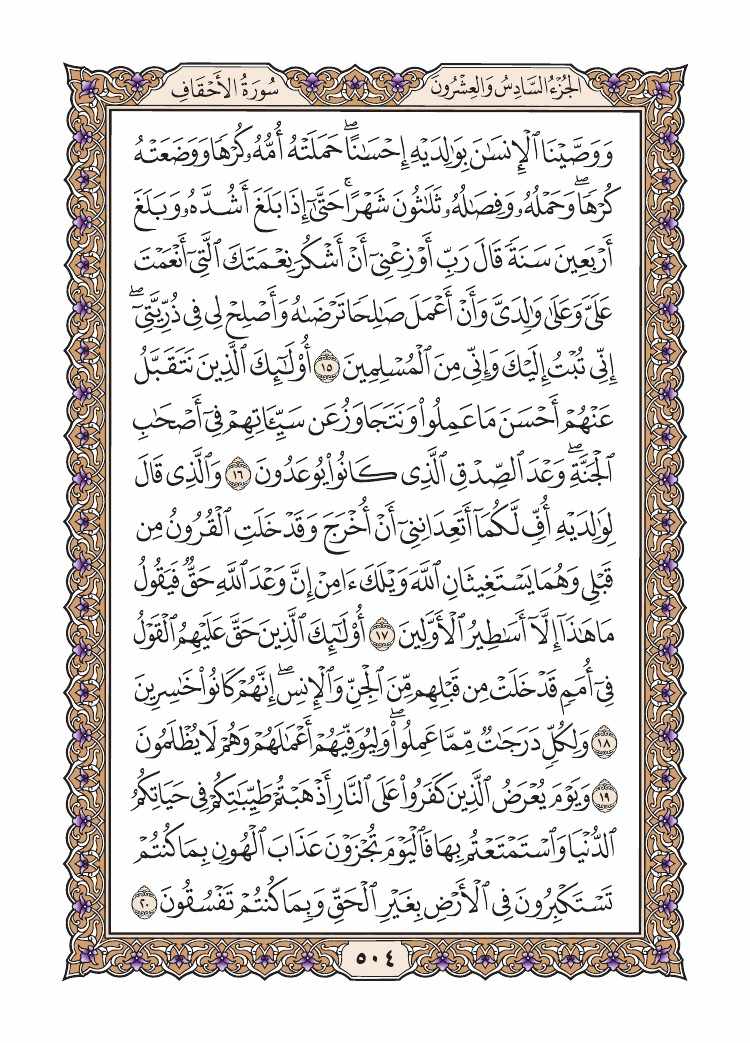 الجُزْءُ السَّادِسُ وَالعِشْرُونَ
سُورَةُ الأَحْقَافِ
وَوَصَّيْنَا ٱلْإِنسَٰنَ بِوَٰلِدَيْهِ إِحْسَٰنًاۖ حَمَلَتْهُ أُمُّهُۥ كُرْهًا وَوَضَعَتْهُ
كُرْهًاۖ وَحَمْلُهُۥ وَفِصَٰلُهُۥ ثَلَٰثُونَ شَهْرًاۚ حَتَّىٰٓ إِذَا بَلَغَ أَشُدَّهُۥ وَبَلَغَ
أَرْبَعِينَ سَنَةً قَالَ رَبِّ أَوْزِعْنِىٓ أَنْ أَشْكُرَ نِعْمَتَكَ ٱلَّتِىٓ أَنْعَمْتَ
عَلَىَّ وَعَلَىٰ وَٰلِدَىَّ وَأَنْ أَعْمَلَ صَٰلِحًا تَرْضَىٰهُ وَأَصْلِحْ لِى فِى ذُرِّيَّتِىٓۖ
إِنِّى تُبْتُ إِلَيْكَ وَإِنِّى مِنَ ٱلْمُسْلِمِينَ ١٥ أُو۟لَٰٓئِكَ ٱلَّذِينَ نَتَقَبَّلُ
عَنْهُمْ أَحْسَنَ مَا عَمِلُوا۟ وَنَتَجَاوَزُ عَن سَيِّـَٔاتِهِمْ فِىٓ أَصْحَٰبِ
ٱلْجَنَّةِۖ وَعْدَ ٱلصِّدْقِ ٱلَّذِى كَانُوا۟ يُوعَدُونَ ١٦ وَٱلَّذِى قَالَ
لِوَٰلِدَيْهِ أُفٍّ لَّكُمَآ أَتَعِدَانِنِىٓ أَنْ أُخْرَجَ وَقَدْ خَلَتِ ٱلْقُرُونُ مِن
قَبْلِى وَهُمَا يَسْتَغِيثَانِ ٱللَّهَ وَيْلَكَ ءَامِنْ إِنَّ وَعْدَ ٱللَّهِ حَقٌّ فَيَقُولُ
مَا هَٰذَآ إِلَّآ أَسَٰطِيرُ ٱلْأَوَّلِينَ ١٧ أُو۟لَٰٓئِكَ ٱلَّذِينَ حَقَّ عَلَيْهِمُ ٱلْقَوْلُ
فِىٓ أُمَمٍ قَدْ خَلَتْ مِن قَبْلِهِم مِّنَ ٱلْجِنِّ وَٱلْإِنسِۖ إِنَّهُمْ كَانُوا۟ خَٰسِرِينَ
١٨ وَلِكُلٍّ دَرَجَٰتٌ مِّمَّا عَمِلُوا۟ۖ وَلِيُوَفِّيَهُمْ أَعْمَٰلَهُمْ وَهُمْ لَا يُظْلَمُونَ
١٩ وَيَوْمَ يُعْرَضُ ٱلَّذِينَ كَفَرُوا۟ عَلَى ٱلنَّارِ أَذْهَبْتُمْ طَيِّبَٰتِكُمْ فِى حَيَاتِكُمُ
ٱلدُّنْيَا وَٱسْتَمْتَعْتُم بِهَا فَٱلْيَوْمَ تُجْزَوْنَ عَذَابَ ٱلْهُونِ بِمَا كُنتُمْ
تَسْتَكْبِرُونَ فِى ٱلْأَرْضِ بِغَيْرِ ٱلْحَقِّ وَبِمَا كُنتُمْ تَفْسُقُونَ ٢٠
٥٠٤